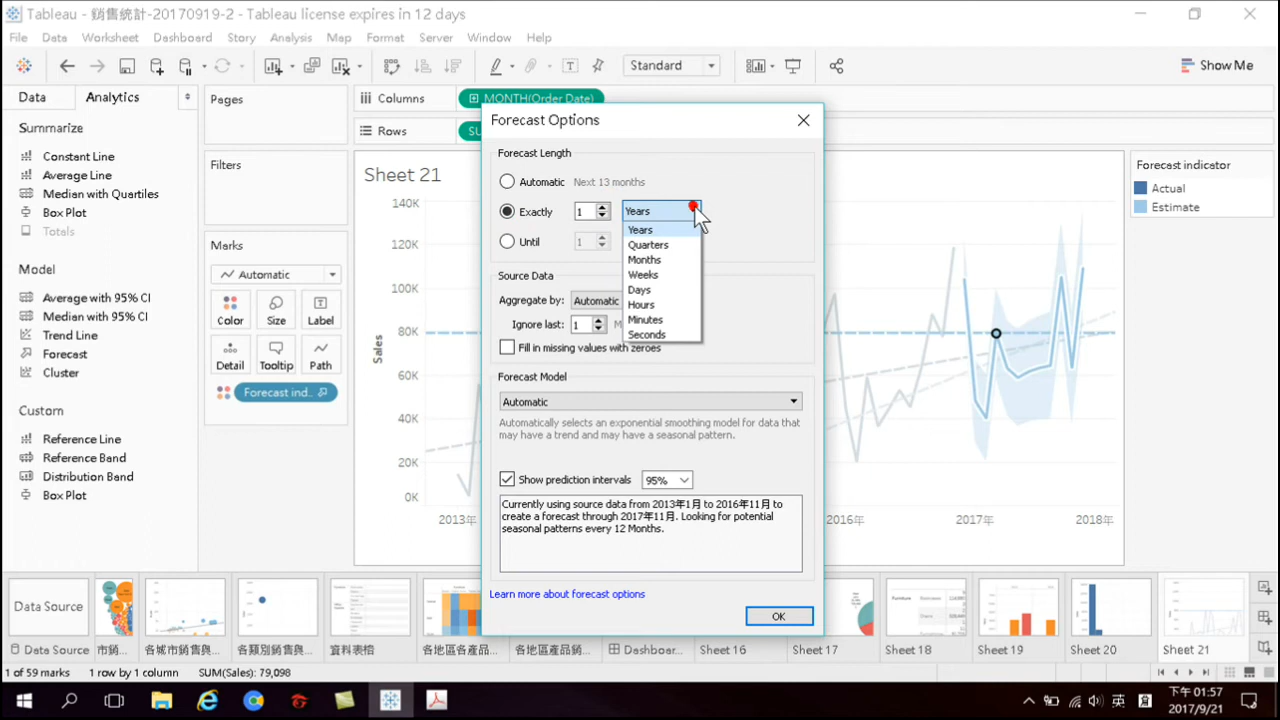 Tableau - 銷售統計-20170919-2 - Tableau license expires in 12 days
File Data Worksheet Dashboard Story Analysis Map Format Server Window Help
Standard
Show Me
Data
Analytics
Summarize
Constant Line
Average Line
Median with Quartiles
Box Plot
Totals
Model
Average with 95% CI
Median with 95% CI
Trend Line
Forecast
Cluster
Custom
Reference Line
Reference Band
Distribution Band
Box Plot
Pages
Filters
Marks
Automatic
Color Size Label
Detail Tooltip Path
Forecast ind..
Columns
MONTH(Order Date)
Rows
SU
Sheet 21
Sales
140K
120K
100K
80K
60K
40K
20K
0K
2013年
2016年
2017年
2018年
Forecast indicator
Actual
Estimate
Forecast Options
Forecast Length
Automatic Next 13 months
Exactly 1 Years
Until 1
Years
Quarters
Months
Weeks
Days
Hours
Minutes
Seconds
Source Data
Aggregate by: Automatic
Ignore last: 1 M
Fill in missing values with zeroes
Forecast Model
Automatic
Automatically selects an exponential smoothing model for data that
may have a trend and may have a seasonal pattern.
Show prediction intervals 95%
Currently using source data from 2013年1月 to 2016年11月 to
create a forecast through 2017年11月. Looking for potential
seasonal patterns every 12 Months.
Learn more about forecast options
OK
Data Source
Data Source 市銷... 各城市銷售與... 各類別銷售與... 資料表格 各地區各產品... 各地區產品銷... Dashboar... Sheet 16 Sheet 17 Sheet 18 Sheet 19 Sheet 20 Sheet 21
1 of 59 marks 1 row by 1 column SUM(Sales): 79,098
英
下午 01:57
2017/9/21